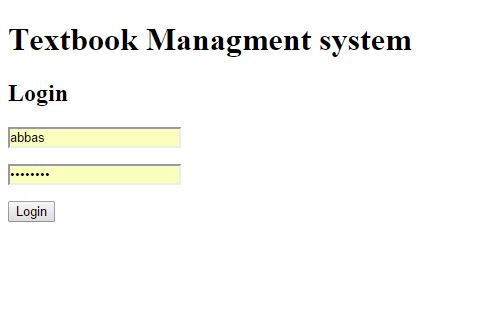 Textbook Managment system
Login
abbas
••••••••
Login